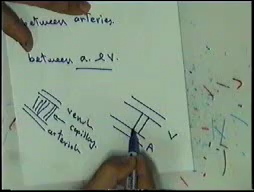 between arteries.
between a. & V.
venule
capillary.
arteriole
V
A